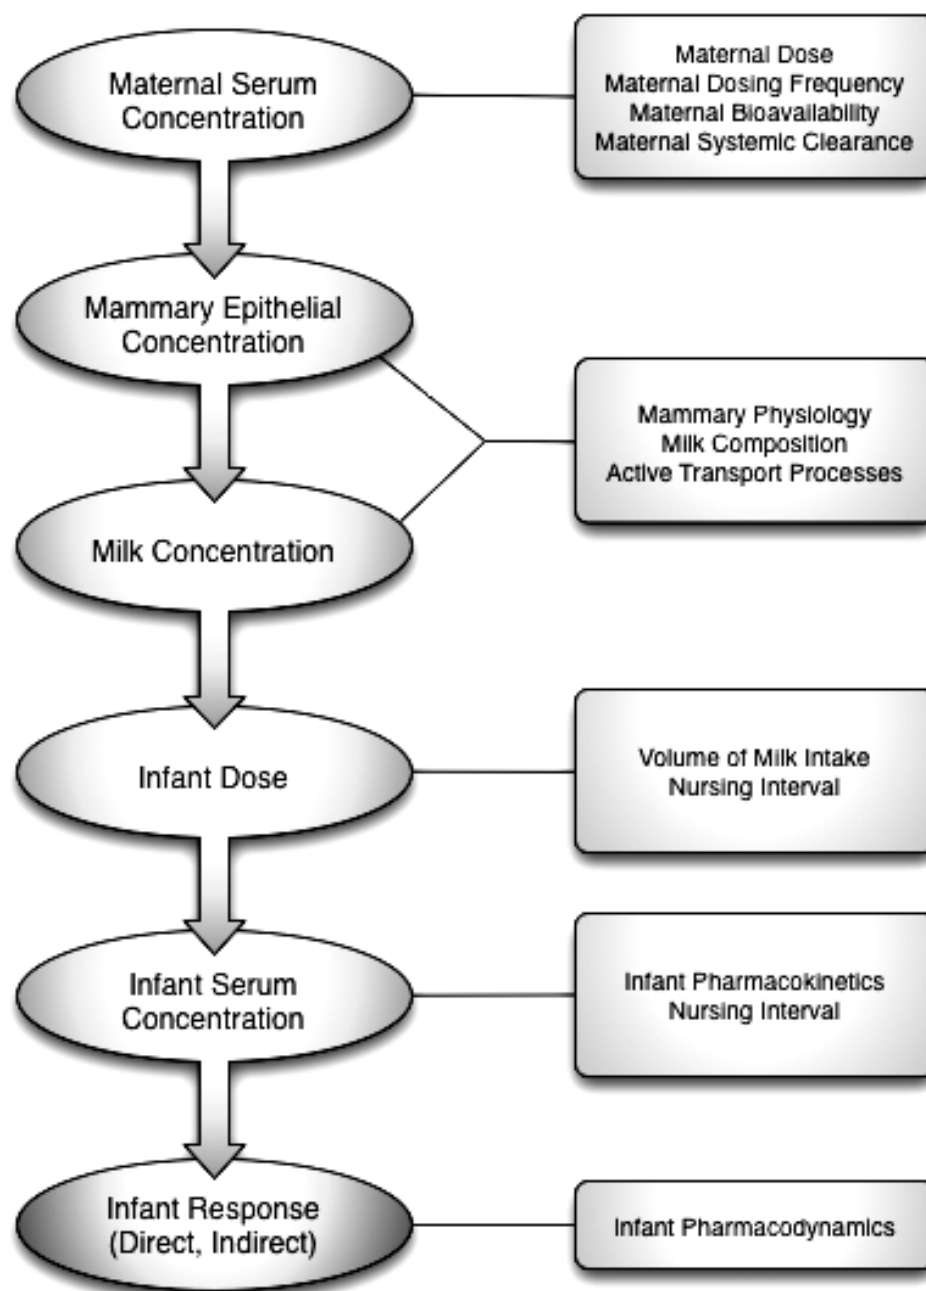 Maternal Serum
Concentration
Maternal Dose
Maternal Dosing Frequency
Maternal Bioavailability
Maternal Systemic Clearance
Mammary Epithelial
Concentration
Mammary Physiology
Milk Composition
Active Transport Processes
Milk Concentration
Infant Dose
Volume of Milk Intake
Nursing Interval
Infant Serum
Concentration
Infant Pharmacokinetics
Nursing Interval
Infant Response
(Direct, Indirect)
Infant Pharmacodynamics